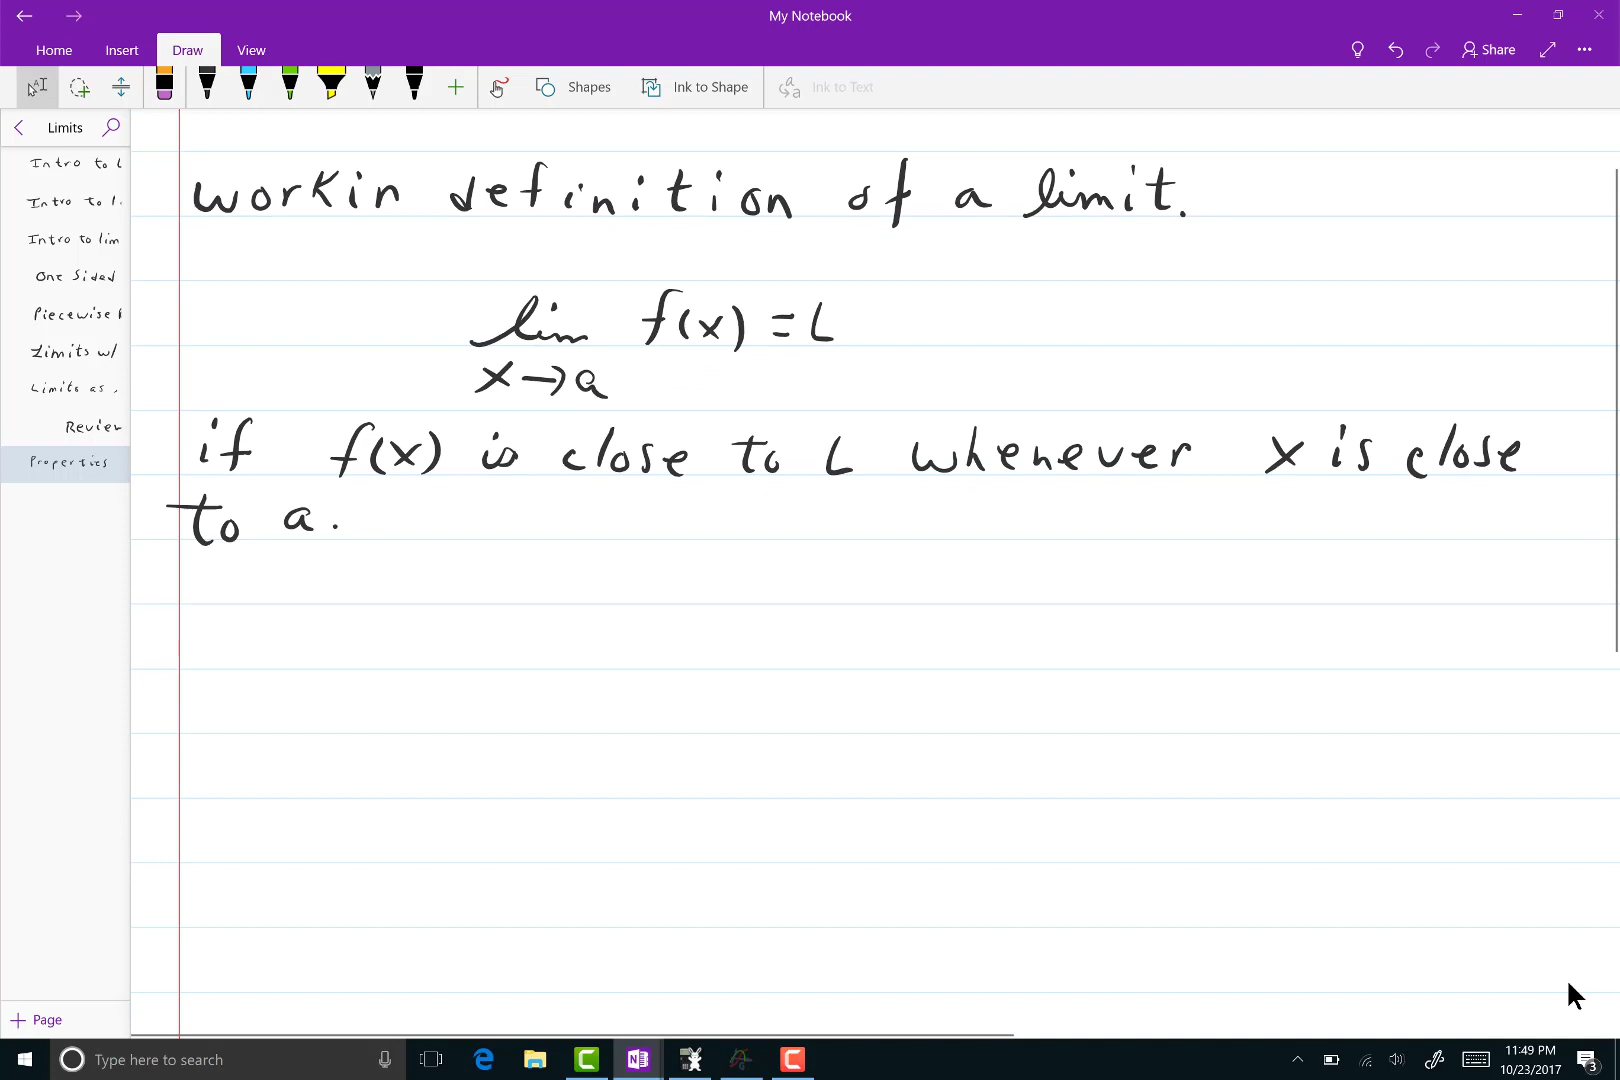 My Notebook
Home Insert Draw View Share
Shapes Ink to Shape Ink to Text
Limits
Intro to L
Intro to l
Intro to lim
One Sided
Piecewise
Limits w/
Limits as
Review
Properties
workin definition of a limit.
lim f(x) = L
x→a
if f(x) is close to L whenever x is close
to a.
+ Page
Type here to search
11:49 PM
10/23/2017
3